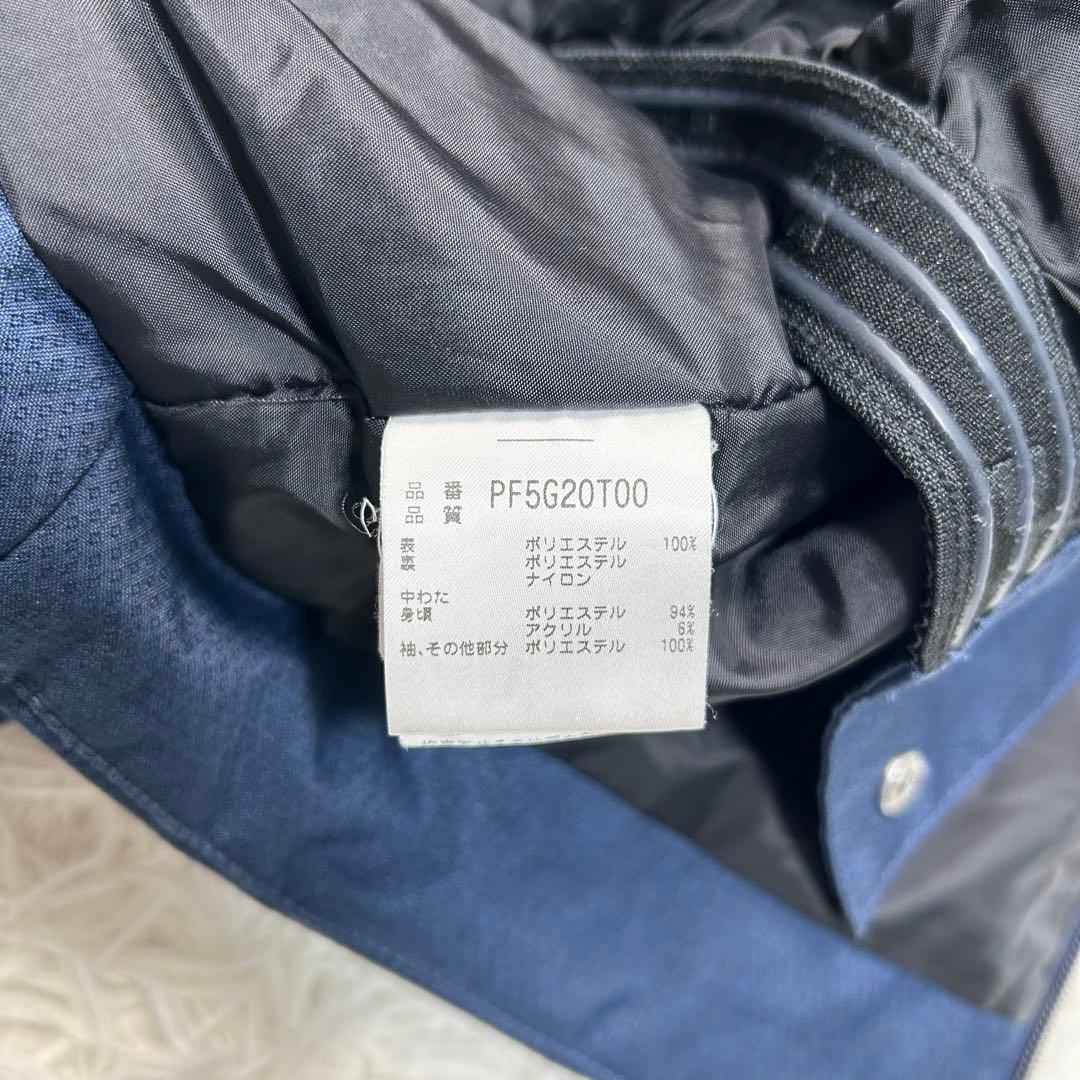 品 番 PF5G20T00
品 質
表 ポリエステル 100%
裏 ポリエステル
ナイロン
中わた
身頃 ポリエステル 94%
アクリル 6%
袖、その他部分 ポリエステル 100%